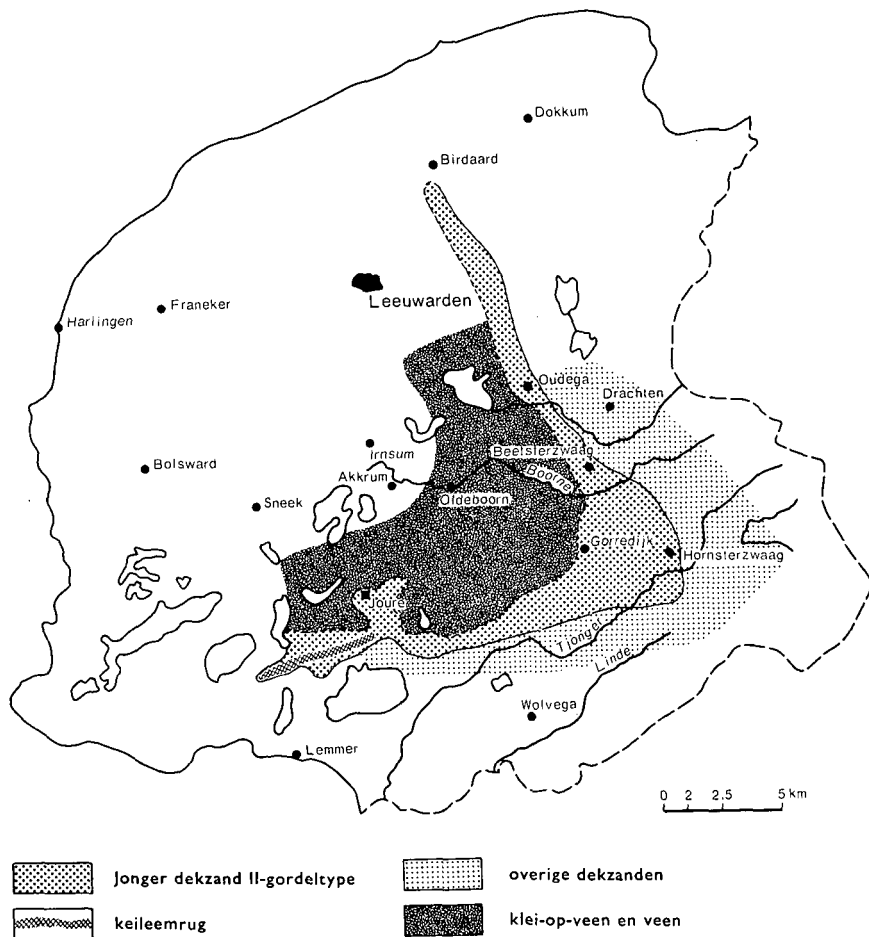 Dokkum
Birdaard
Leeuwarden
Franeker
Harlingen
Oudega
Drachten
Irnsum
Beetsterzwaag
Bolsward
Akkrum
Boorne
Oldeboorn
Sneek
Gorredijk
Hornsterzwaag
Joure
Tjonger
Linde
Wolvega
Lemmer
0 2 2.5 5 km
Jonger dekzand II-gordeltype
overige dekzanden
keileemrug
klei-op-veen en veen